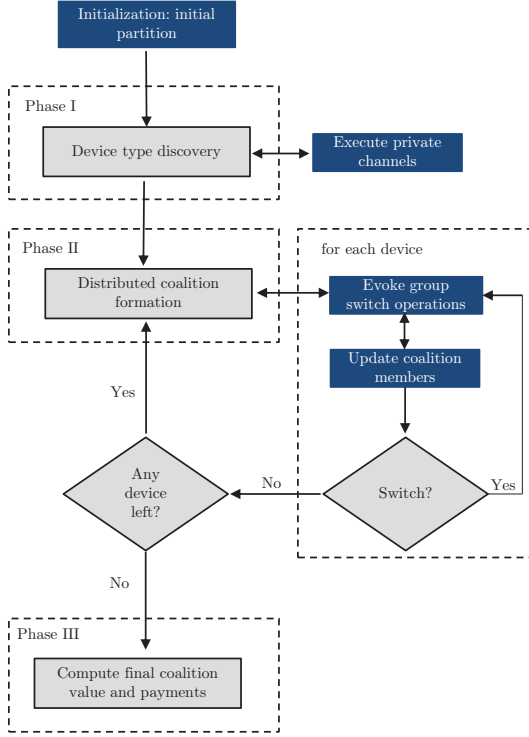 Initialization: initial
partition
Phase I
Device type discovery
Execute private
channels
Phase II
for each device
Distributed coalition
formation
Evoke group
switch operations
Update coalition
members
Yes
Any
device
left?
No
Switch?
Yes
No
Phase III
Compute final coalition
value and payments